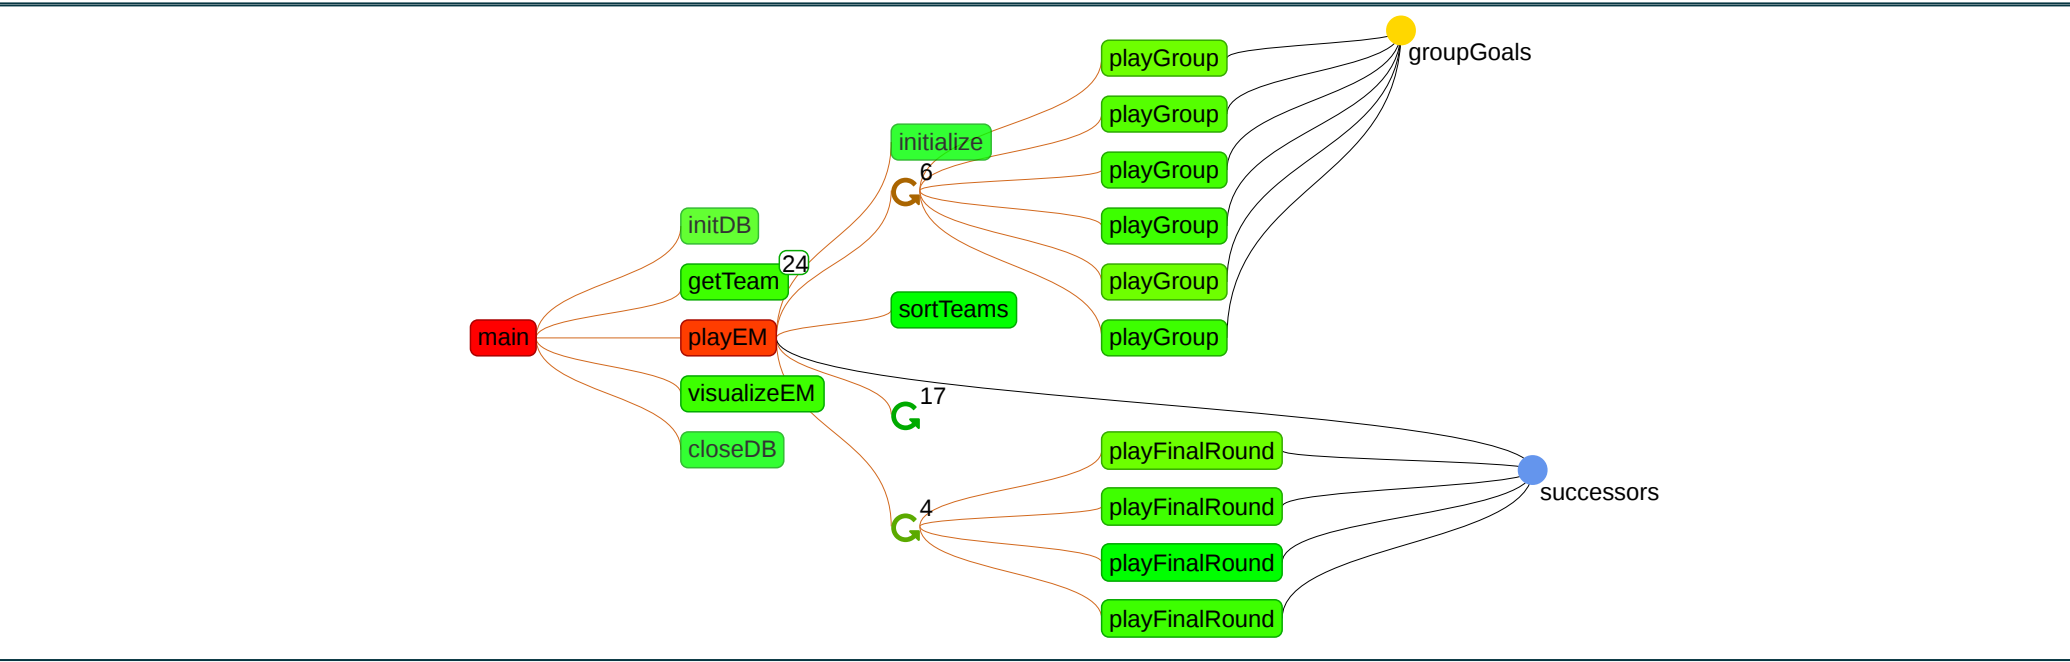 playGroup
groupGoals
playGroup
initialize
6
playGroup
initDB
playGroup
24
getTeam
playGroup
sortTeams
main
playEM
playGroup
visualizeEM
17
closeDB
playFinalRound
successors
4
playFinalRound
playFinalRound
playFinalRound